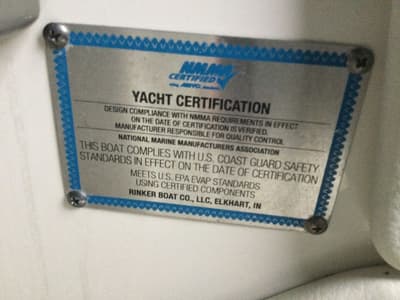 NMMA
CERTIFIED
YACHT CERTIFICATION
DESIGN COMPLIANCE WITH NMMA REQUIREMENTS IN EFFECT
ON THE DATE OF CERTIFICATION IS VERIFIED.
MANUFACTURER RESPONSIBLE FOR QUALITY CONTROL
NATIONAL MARINE MANUFACTURERS ASSOCIATION
THIS BOAT COMPLIES WITH U.S. COAST GUARD SAFETY
STANDARDS IN EFFECT ON THE DATE OF CERTIFICATION
MEETS U.S. EPA EVAP STANDARDS
USING CERTIFIED COMPONENTS
RINKER BOAT CO., LLC, ELKHART, IN